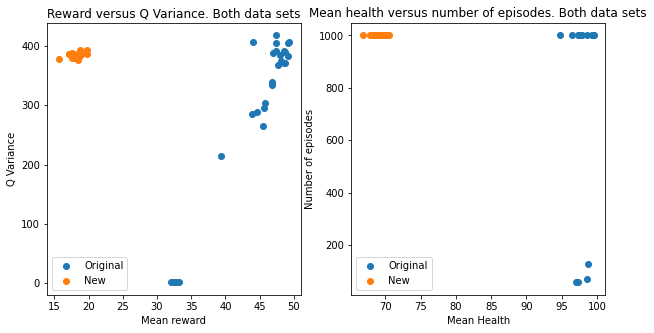 Reward versus Q Variance. Both data sets
Q Variance
400
300
200
100
0
15 20 25 30 35 40 45 50
Mean reward
Original
New
Mean health versus number of episodes. Both data sets
Number of episodes
1000
800
600
400
200
70 75 80 85 90 95 100
Mean Health
Original
New